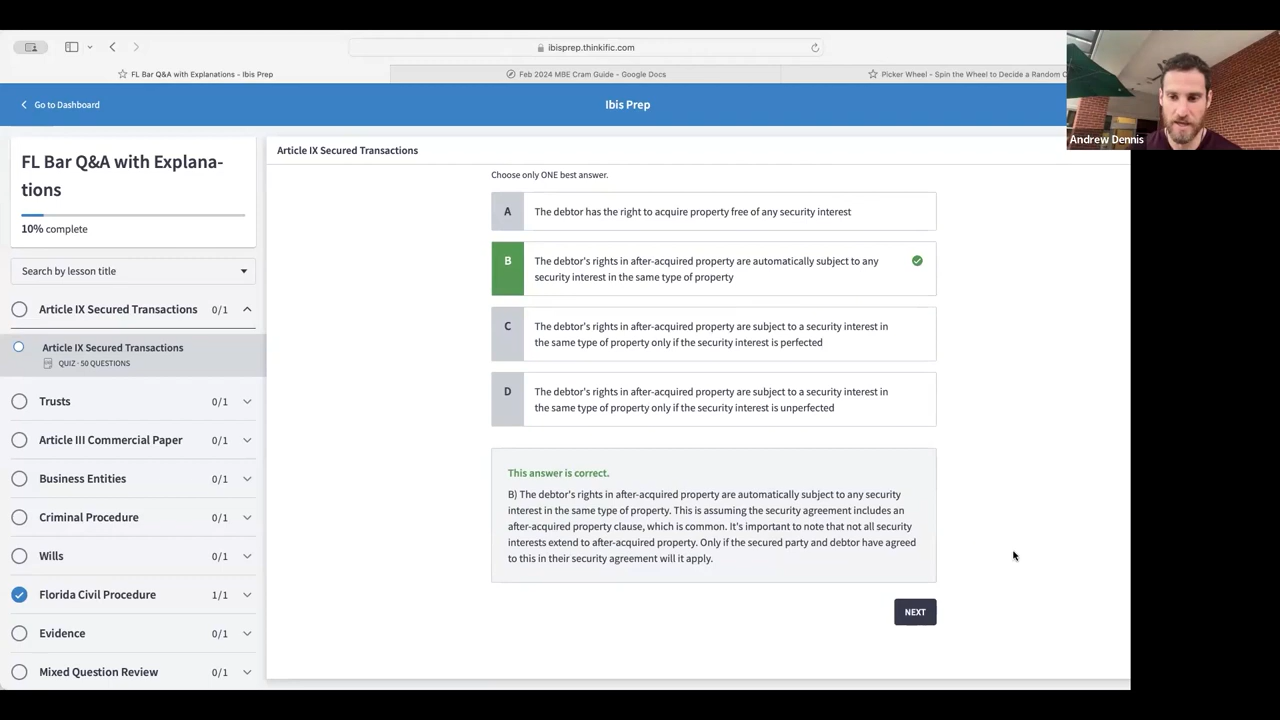 ibisprep.thinkific.com
FL Bar Q&A with Explanations - Ibis Prep
Feb 2024 MBE Cram Guide - Google Docs
Picker Wheel - Spin the Wheel to Decide a Random
Go to Dashboard
Ibis Prep
Andrew Dennis
FL Bar Q&A with Explana-
tions
10% complete
Search by lesson title
Article IX Secured Transactions 0/1
Article IX Secured Transactions
QUIZ · 50 QUESTIONS
Trusts 0/1
Article III Commercial Paper 0/1
Business Entities 0/1
Criminal Procedure 0/1
Wills 0/1
Florida Civil Procedure 1/1
Evidence 0/1
Mixed Question Review 0/1
Article IX Secured Transactions
Choose only ONE best answer.
A The debtor has the right to acquire property free of any security interest
B The debtor's rights in after-acquired property are automatically subject to any
security interest in the same type of property
C The debtor's rights in after-acquired property are subject to a security interest in
the same type of property only if the security interest is perfected
D The debtor's rights in after-acquired property are subject to a security interest in
the same type of property only if the security interest is unperfected
This answer is correct.
B) The debtor's rights in after-acquired property are automatically subject to any security
interest in the same type of property. This is assuming the security agreement includes an
after-acquired property clause, which is common. It's important to note that not all security
interests extend to after-acquired property. Only if the secured party and debtor have agreed
to this in their security agreement will it apply.
NEXT